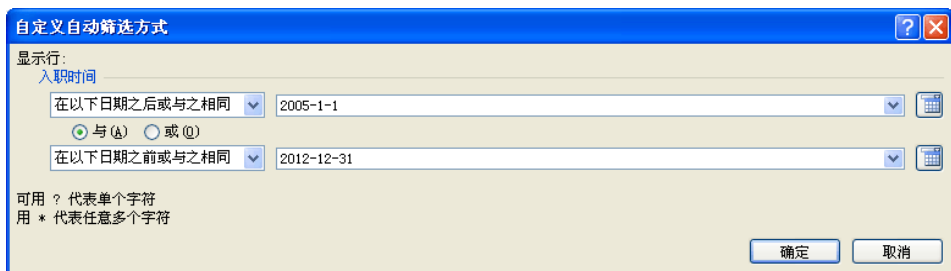 自定义自动筛选方式
显示行:
入职时间
在以下日期之后或与之相同 2005-1-1
与(A) 或(O)
在以下日期之前或与之相同 2012-12-31
可用 ? 代表单个字符
用 * 代表任意多个字符
确定 取消